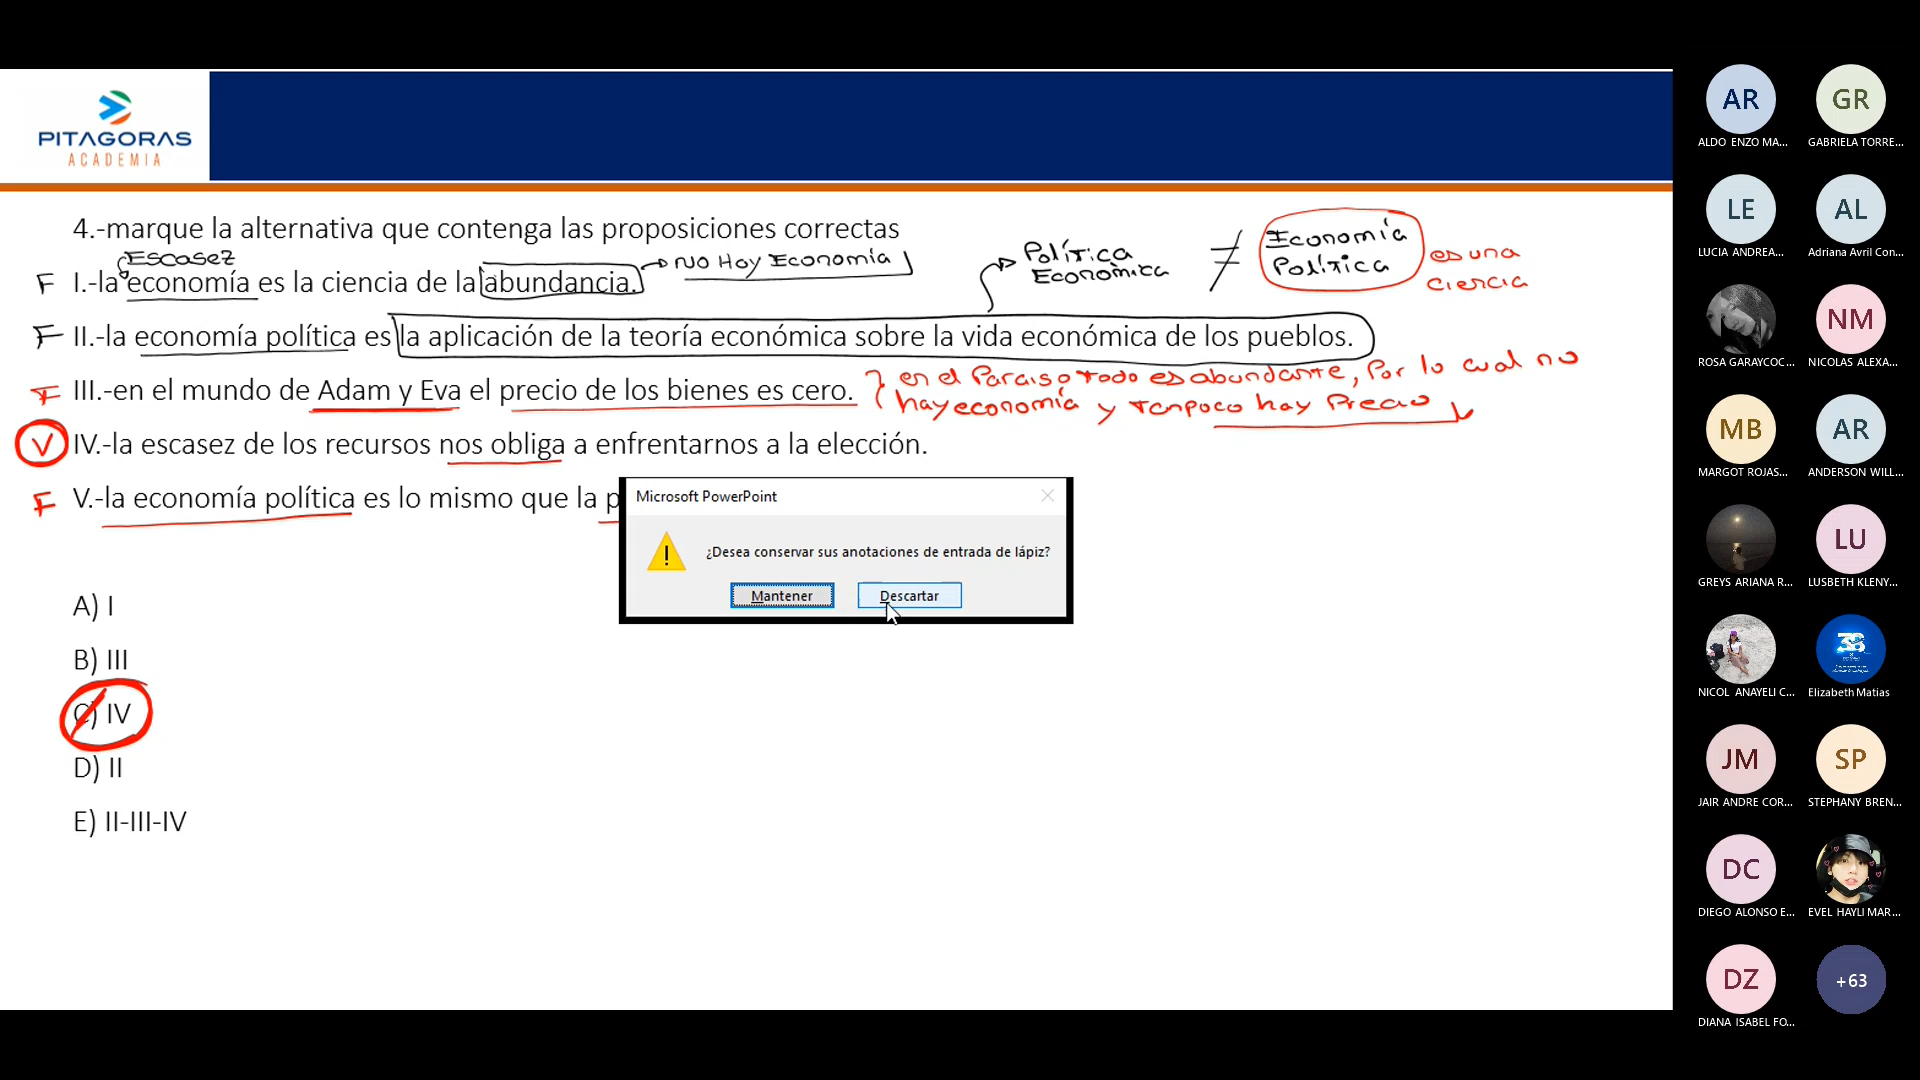 PITAGORAS
ACADEMIA
4.-marque la alternativa que contenga las proposiciones correctas
Escasez
F I.-la economía es la ciencia de la abundancia.
No Hay Economía
Política
Económica
≠
Economía
Política
es una
ciencia
F II.-la economía política es la aplicación de la teoría económica sobre la vida económica de los pueblos.
F III.-en el mundo de Adam y Eva el precio de los bienes es cero.
en el Paraiso todo es abundante, Por lo cual no
hay economía y tampoco hay Precio
V IV.-la escasez de los recursos nos obliga a enfrentarnos a la elección.
F V.-la economía política es lo mismo que la p
Microsoft PowerPoint
¿Desea conservar sus anotaciones de entrada de lápiz?
Mantener
Descartar
A) I
B) III
C) IV
D) II
E) II-III-IV
AR
ALDO ENZO MA...
GR
GABRIELA TORRE...
LE
LUCIA ANDREA...
AL
Adriana Avril Con...
ROSA GARAYCOC...
NM
NICOLAS ALEXA...
MB
MARGOT ROJAS...
AR
ANDERSON WILL...
GREYS ARIANA R...
LU
LUSBETH KLENY...
NICOL ANAYELI C...
38
Elizabeth Matias
JM
JAIR ANDRE COR...
SP
STEPHANY BREN...
DC
DIEGO ALONSO E...
EVEL HAYLI MAR...
DZ
DIANA ISABEL FO...
+63